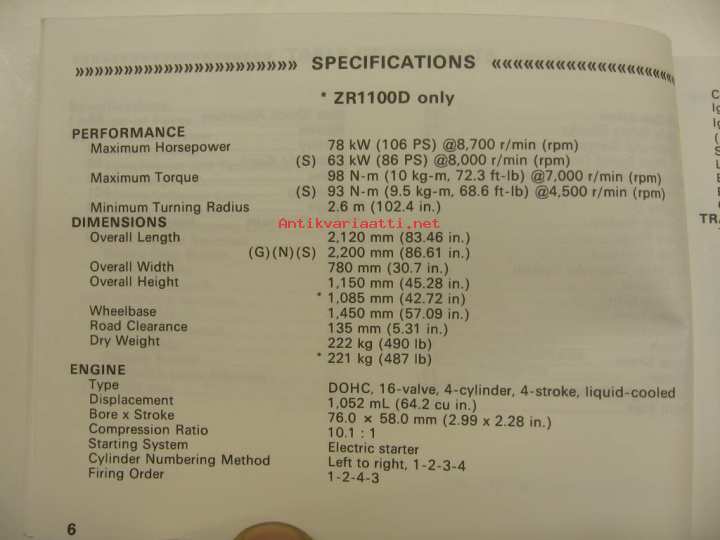 »»»»»»»»»»»»»»»»»»»»»»» SPECIFICATIONS «««««««««««««««««««
* ZR1100D only
PERFORMANCE
Maximum Horsepower 78 kW (106 PS) @8,700 r/min (rpm)
(S) 63 kW (86 PS) @8,000 r/min (rpm)
Maximum Torque 98 N-m (10 kg-m, 72.3 ft-lb) @7,000 r/min (rpm)
(S) 93 N-m (9.5 kg-m, 68.6 ft-lb) @4,500 r/min (rpm)
Minimum Turning Radius 2.6 m (102.4 in.)
DIMENSIONS
Antikvariaatti.net
Overall Length 2,120 mm (83.46 in.)
(G)(N)(S) 2,200 mm (86.61 in.)
Overall Width 780 mm (30.7 in.)
Overall Height 1,150 mm (45.28 in.)
* 1,085 mm (42.72 in)
Wheelbase 1,450 mm (57.09 in.)
Road Clearance 135 mm (5.31 in.)
Dry Weight 222 kg (490 lb)
* 221 kg (487 lb)
ENGINE
Type DOHC, 16-valve, 4-cylinder, 4-stroke, liquid-cooled
Displacement 1,052 mL (64.2 cu in.)
Bore x Stroke 76.0 × 58.0 mm (2.99 x 2.28 in.)
Compression Ratio 10.1 : 1
Starting System Electric starter
Cylinder Numbering Method Left to right, 1-2-3-4
Firing Order 1-2-4-3
6